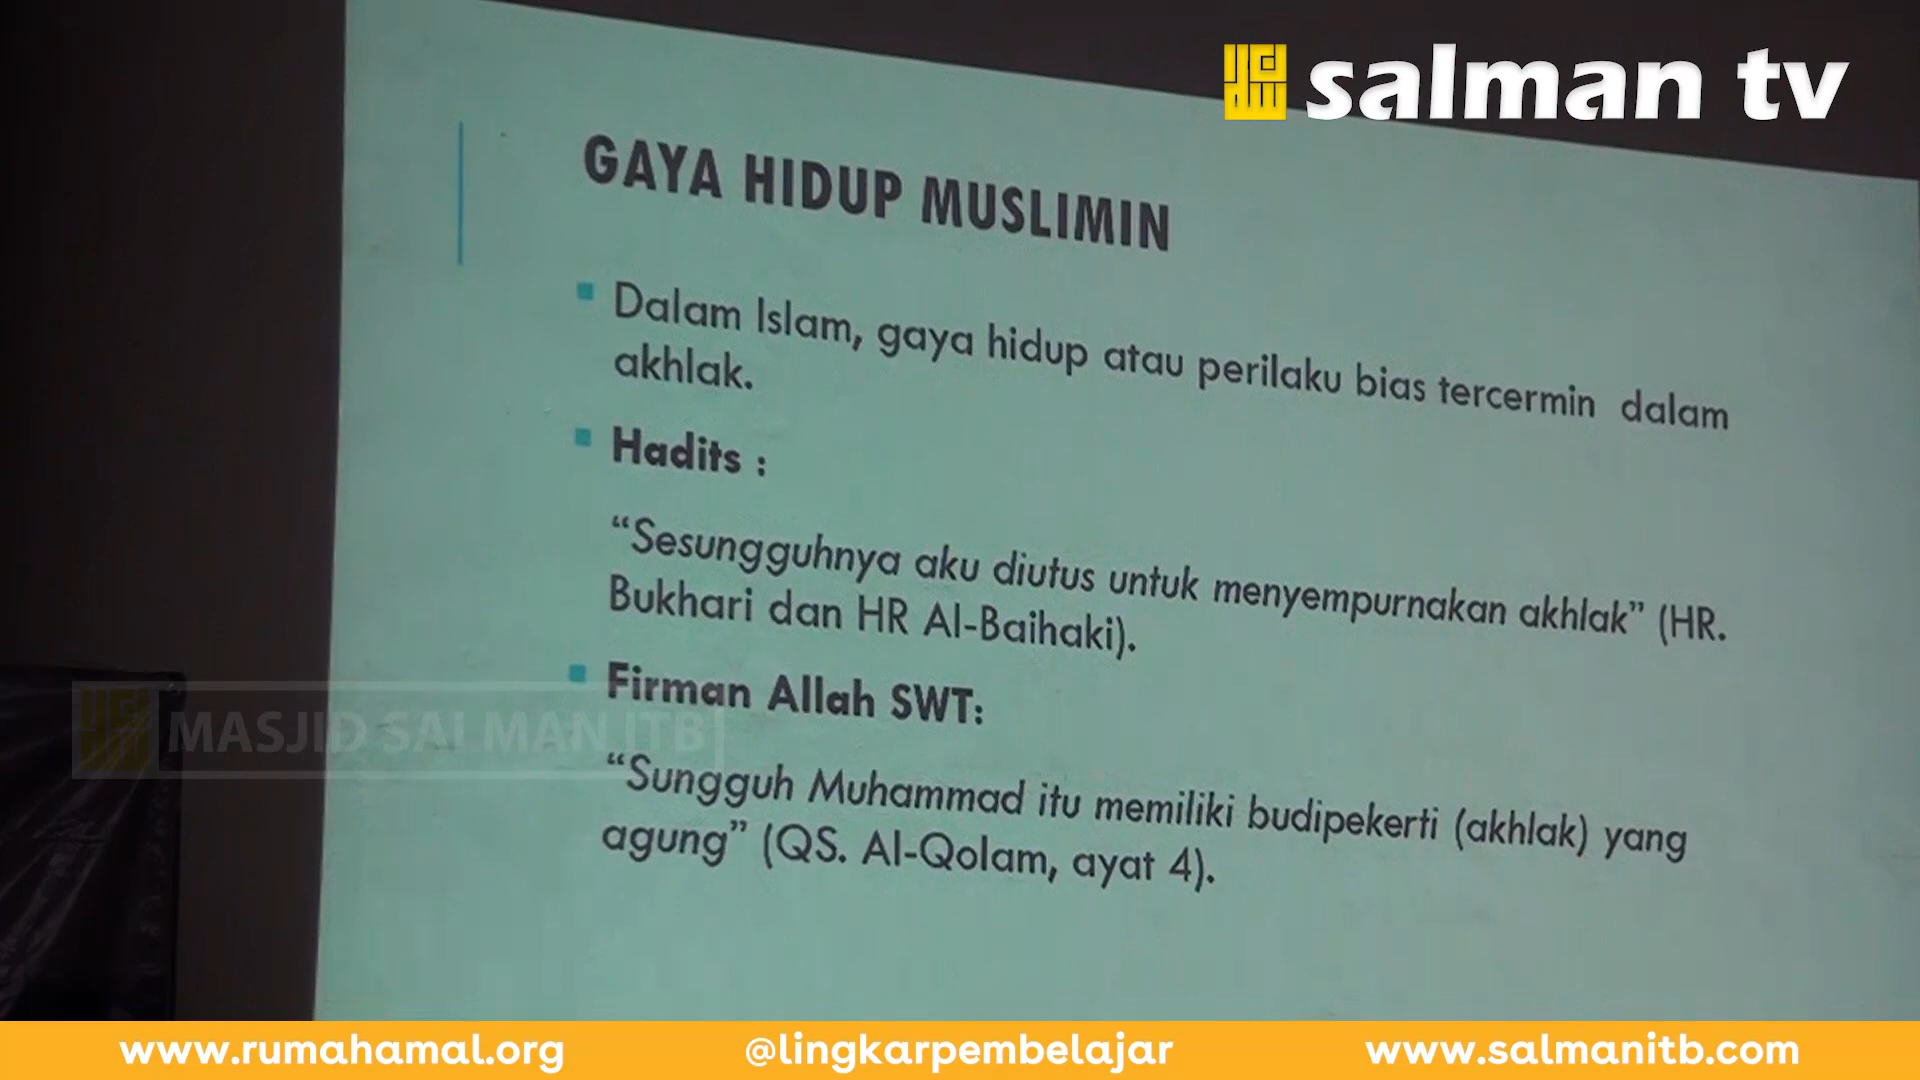 salman tv
GAYA HIDUP MUSLIMIN
Dalam Islam, gaya hidup atau perilaku bias tercermin dalam
akhlak.
Hadits :
“Sesungguhnya aku diutus untuk menyempurnakan akhlak” (HR.
Bukhari dan HR Al-Baihaki).
Firman Allah SWT:
MASJID SALMAN ITB
“Sungguh Muhammad itu memiliki budipekerti (akhlak) yang
agung” (QS. Al-Qolam, ayat 4).
www.rumahamal.org
@lingkarpembelajar
www.salmanitb.com